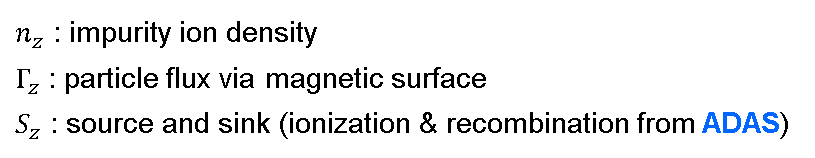 n_z : impurity ion density
Γ_z : particle flux via magnetic surface
S_z : source and sink (ionization & recombination from ADAS)